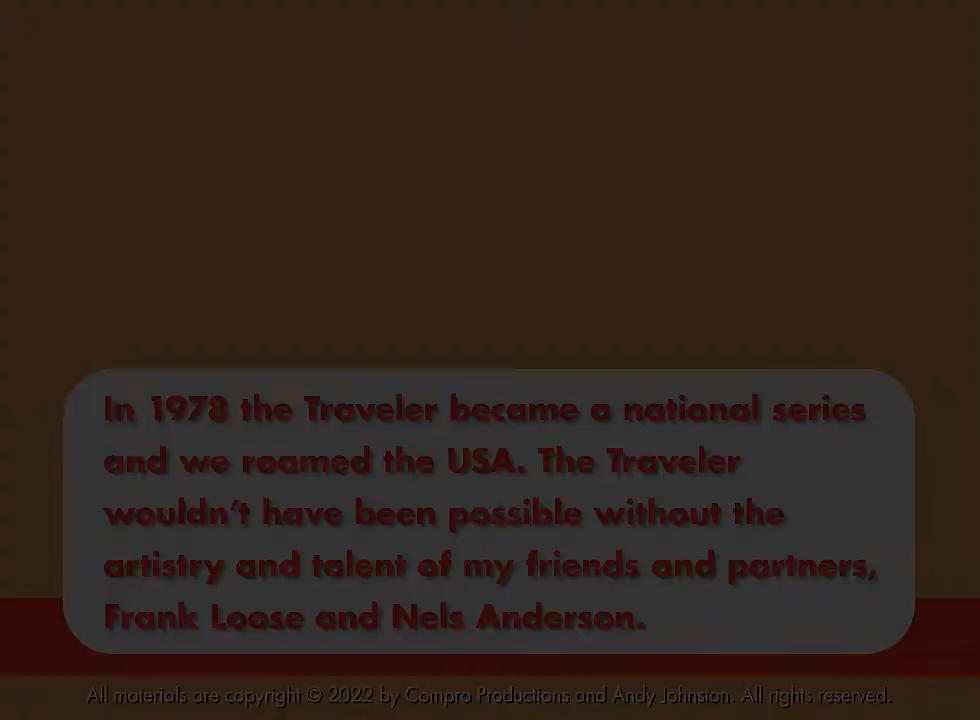 In 1978 the Traveler became a national series
and we roamed the USA. The Traveler
wouldn't have been possible without the
artistry and talent of my friends and partners,
Frank Loose and Nels Anderson.
All materials are copyright © 2022 by Compro Productions and Andy Johnston. All rights reserved.